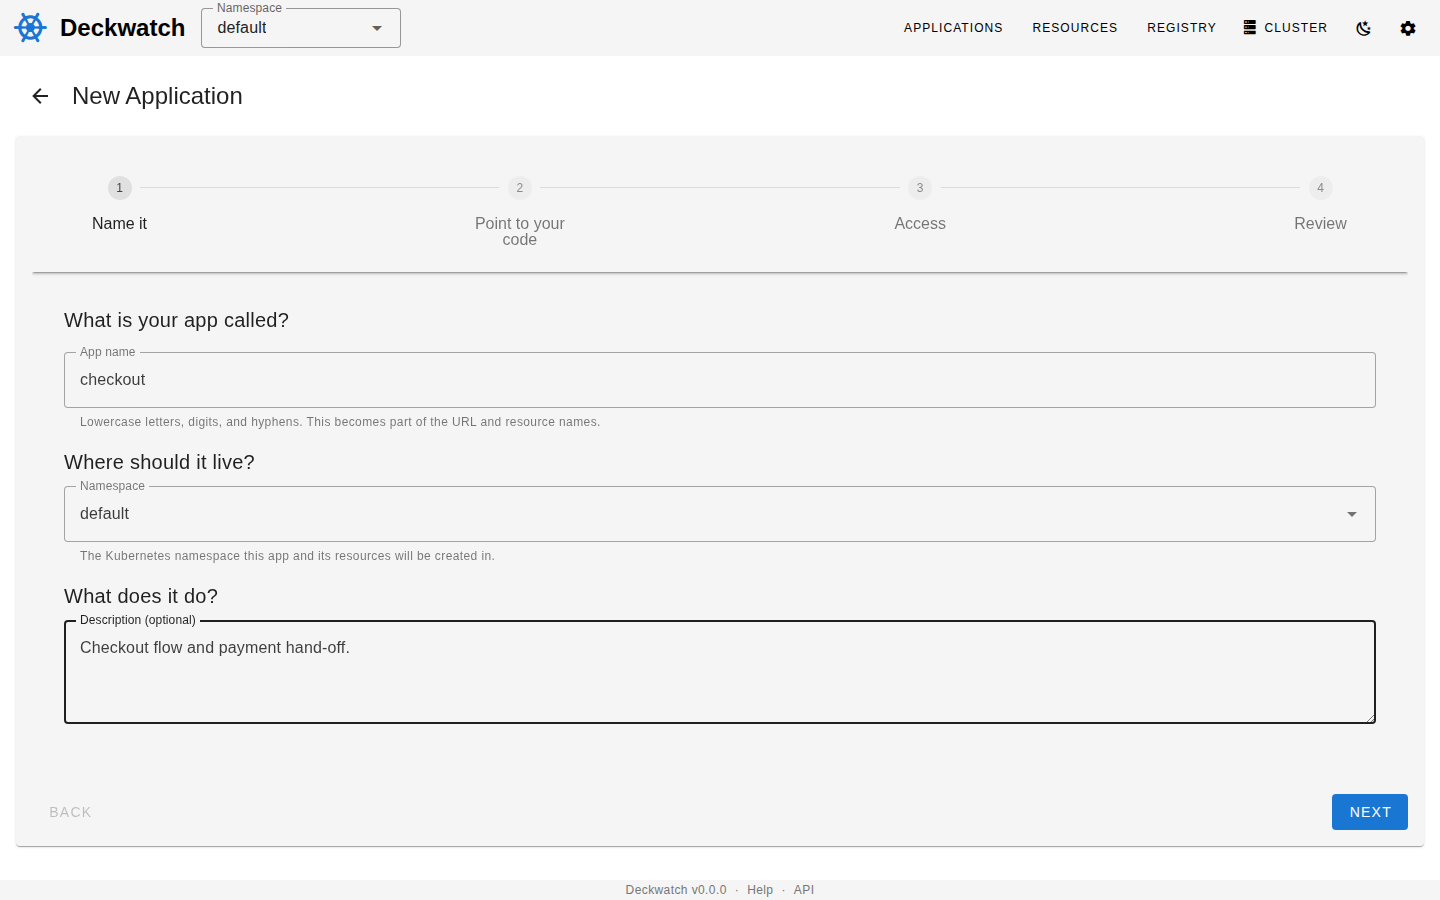 Deckwatch
Namespace
default
APPLICATIONS
RESOURCES
REGISTRY
CLUSTER
New Application
1
2
3
4
Name it
Point to your
code
Access
Review
What is your app called?
App name
checkout
Lowercase letters, digits, and hyphens. This becomes part of the URL and resource names.
Where should it live?
Namespace
default
The Kubernetes namespace this app and its resources will be created in.
What does it do?
Description (optional)
Checkout flow and payment hand-off.
BACK
NEXT
Deckwatch v0.0.0 · Help · API